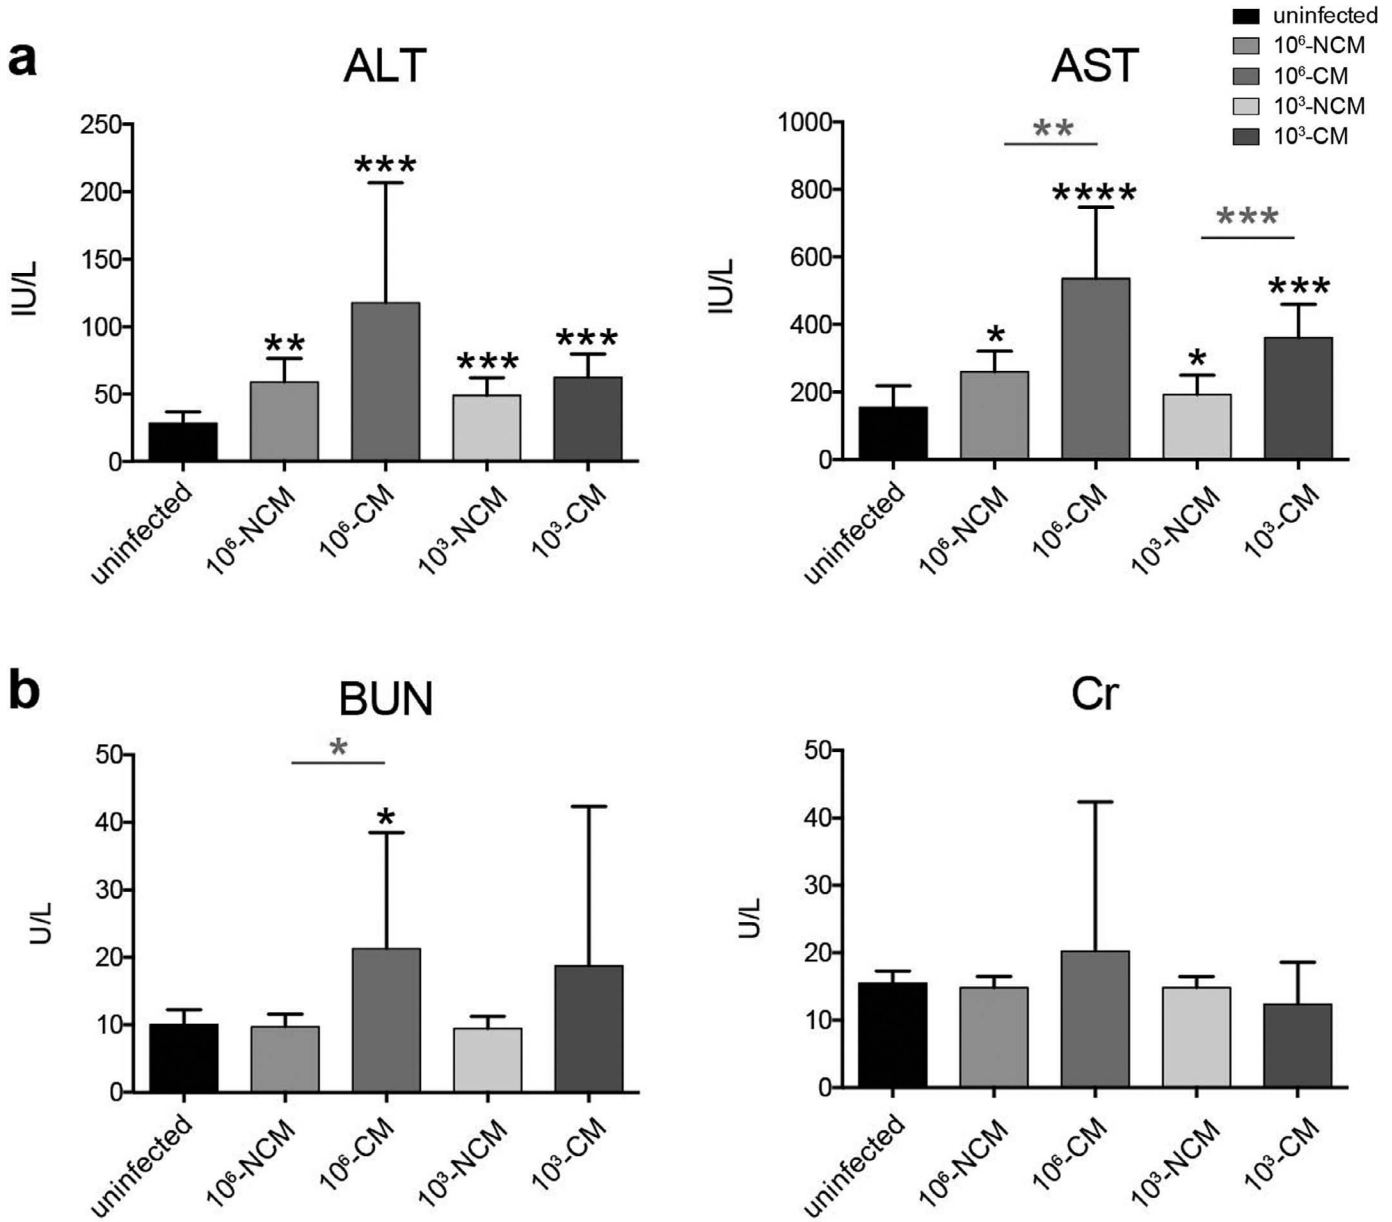 uninfected
10⁶-NCM
10⁶-CM
10³-NCM
10³-CM
a
ALT
250
200
150
100
50
0
IU/L
***
**
***
***
uninfected
10⁶-NCM
10⁶-CM
10³-NCM
10³-CM
AST
1000
800
600
400
200
0
IU/L
**
****
***
***
*
*
uninfected
10⁶-NCM
10⁶-CM
10³-NCM
10³-CM
b
BUN
50
40
30
20
10
0
U/L
*
*
uninfected
10⁶-NCM
10⁶-CM
10³-NCM
10³-CM
Cr
50
40
30
20
10
0
U/L
uninfected
10⁶-NCM
10⁶-CM
10³-NCM
10³-CM